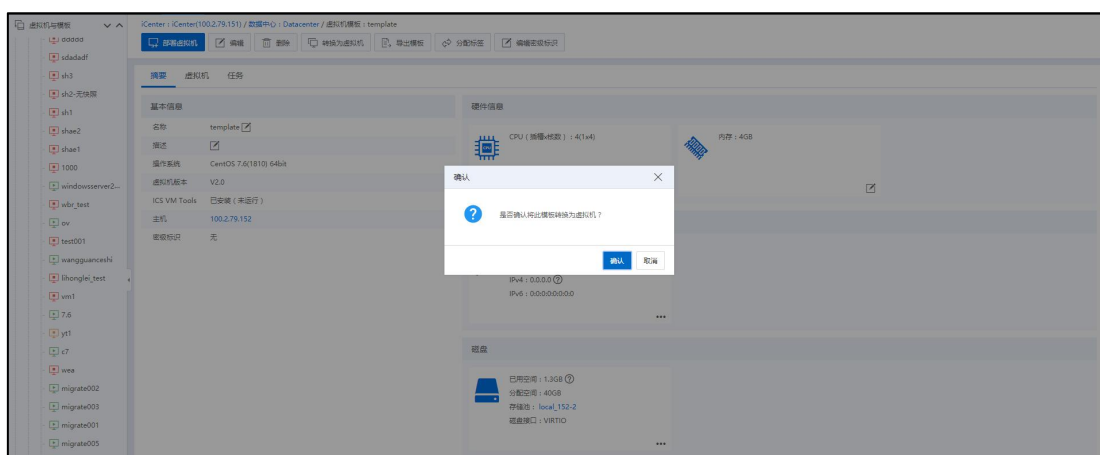 虚拟机与模板
iCenter：iCenter(100.2.79.151) / 数据中心：Datacenter / 虚拟机模板：template
ddddd
部署虚拟机 编辑 删除 转换为虚拟机 导出模板 分配标签 编辑密级标识
sdadadf
sh3
摘要 虚拟机 任务
sh2-无快照
sh1
基本信息
硬件信息
shae2
名称 template
CPU（插槽x核数）：4(1x4)
内存：4GB
shae1
描述
1000
操作系统 CentOS 7.6(1810) 64bit
windowsserver2...
虚拟机版本 V2.0
确认
wbr_test
ICS VM Tools 已安装（未运行）
ov
主机 100.2.79.152
是否确认将此模板转换为虚拟机？
test001
密级标识 无
wangguanceshi
确认 取消
lihonglei_test
IPv4：0.0.0.0
vm1
IPv6：0:0:0:0:0:0:0:0
7.6
yt1
c7
磁盘
wea
migrate002
已用空间：1.3GB
分配空间：40GB
migrate003
存储池：local_152-2
migrate001
磁盘接口：VIRTIO
migrate005